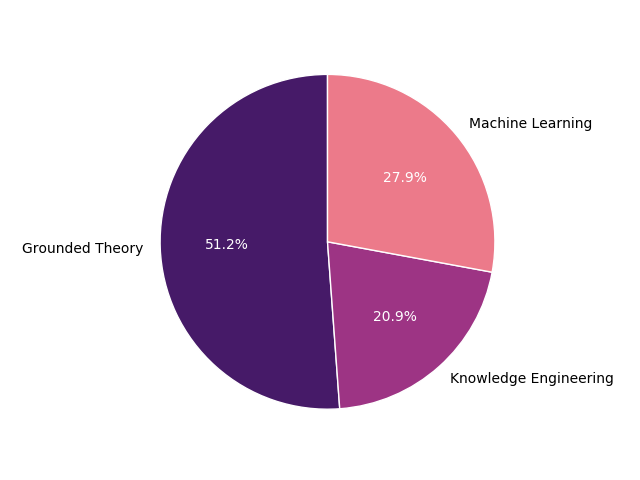 Machine Learning
27.9%
Grounded Theory
51.2%
20.9%
Knowledge Engineering